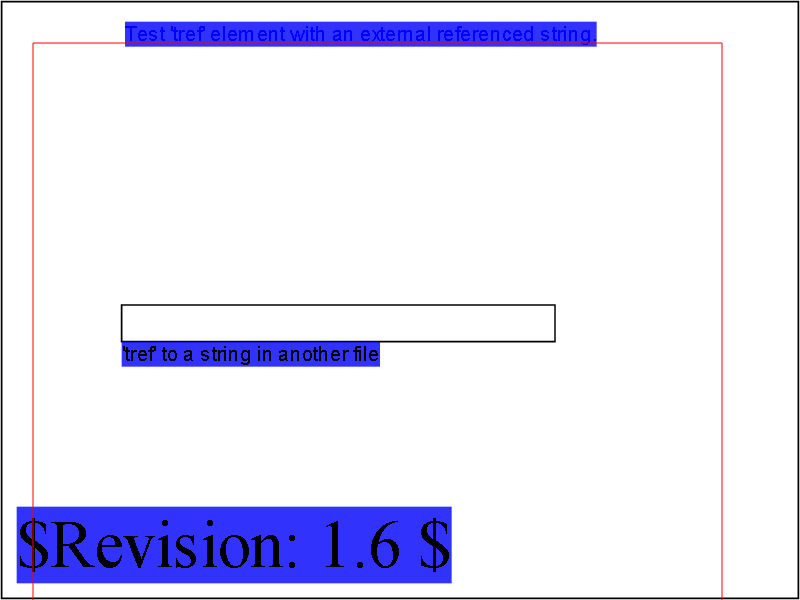 Test 'tref' element with an external referenced string.
'tref' to a string in another file
$Revision: 1.6 $